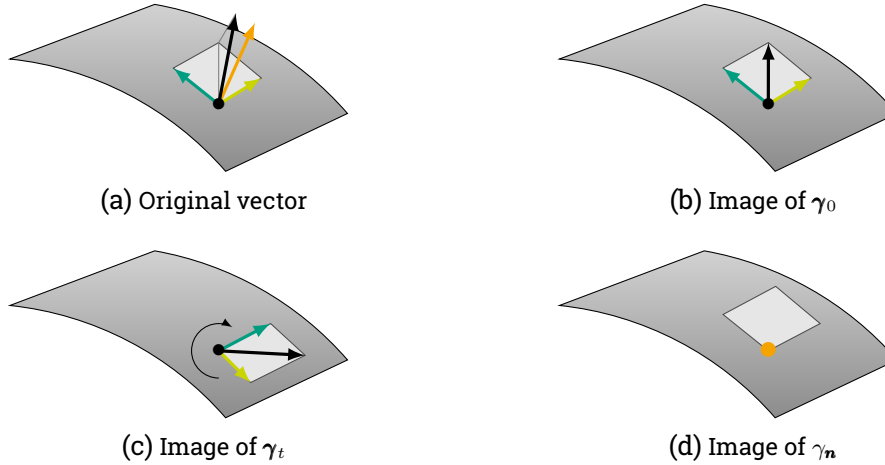 (a) Original vector
(b) Image of γ₀
(c) Image of γₜ
(d) Image of γₙ